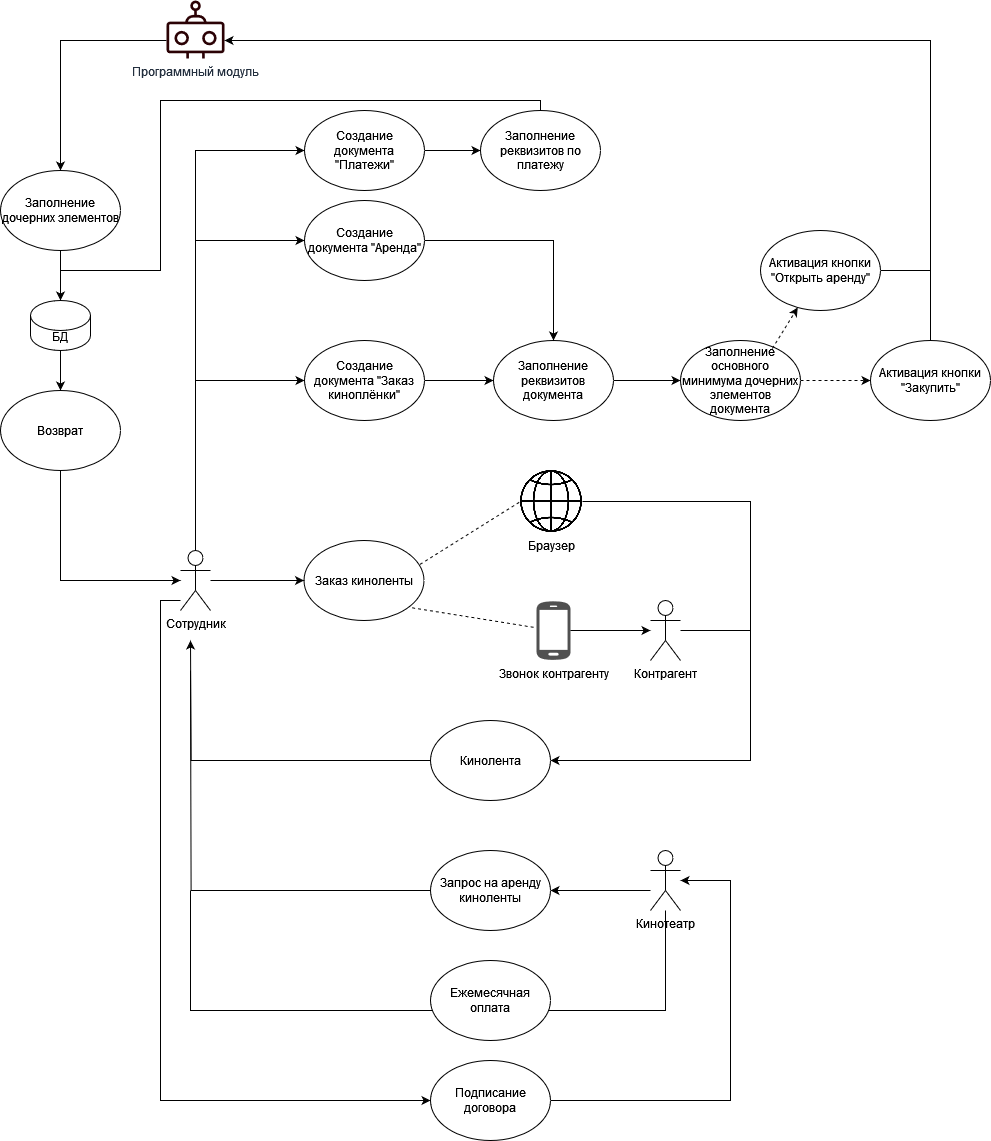 Программный модуль
Создание
документа
"Платежи"
Заполнение
реквизитов по
платежу
Заполнение
дочерних элементов
Создание
документа "Аренда"
Активация кнопки
"Открыть аренду"
БД
Создание
документа "Заказ
киноплёнки"
Заполнение
реквизитов
документа
Заполнение
основного
минимума дочерних
элементов
документа
Активация кнопки
"Закупить"
Возврат
Браузер
Заказ киноленты
Сотрудник
Звонок контрагенту
Контрагент
Кинолента
Запрос на аренду
киноленты
Кинотеатр
Ежемесячная
оплата
Подписание
договора